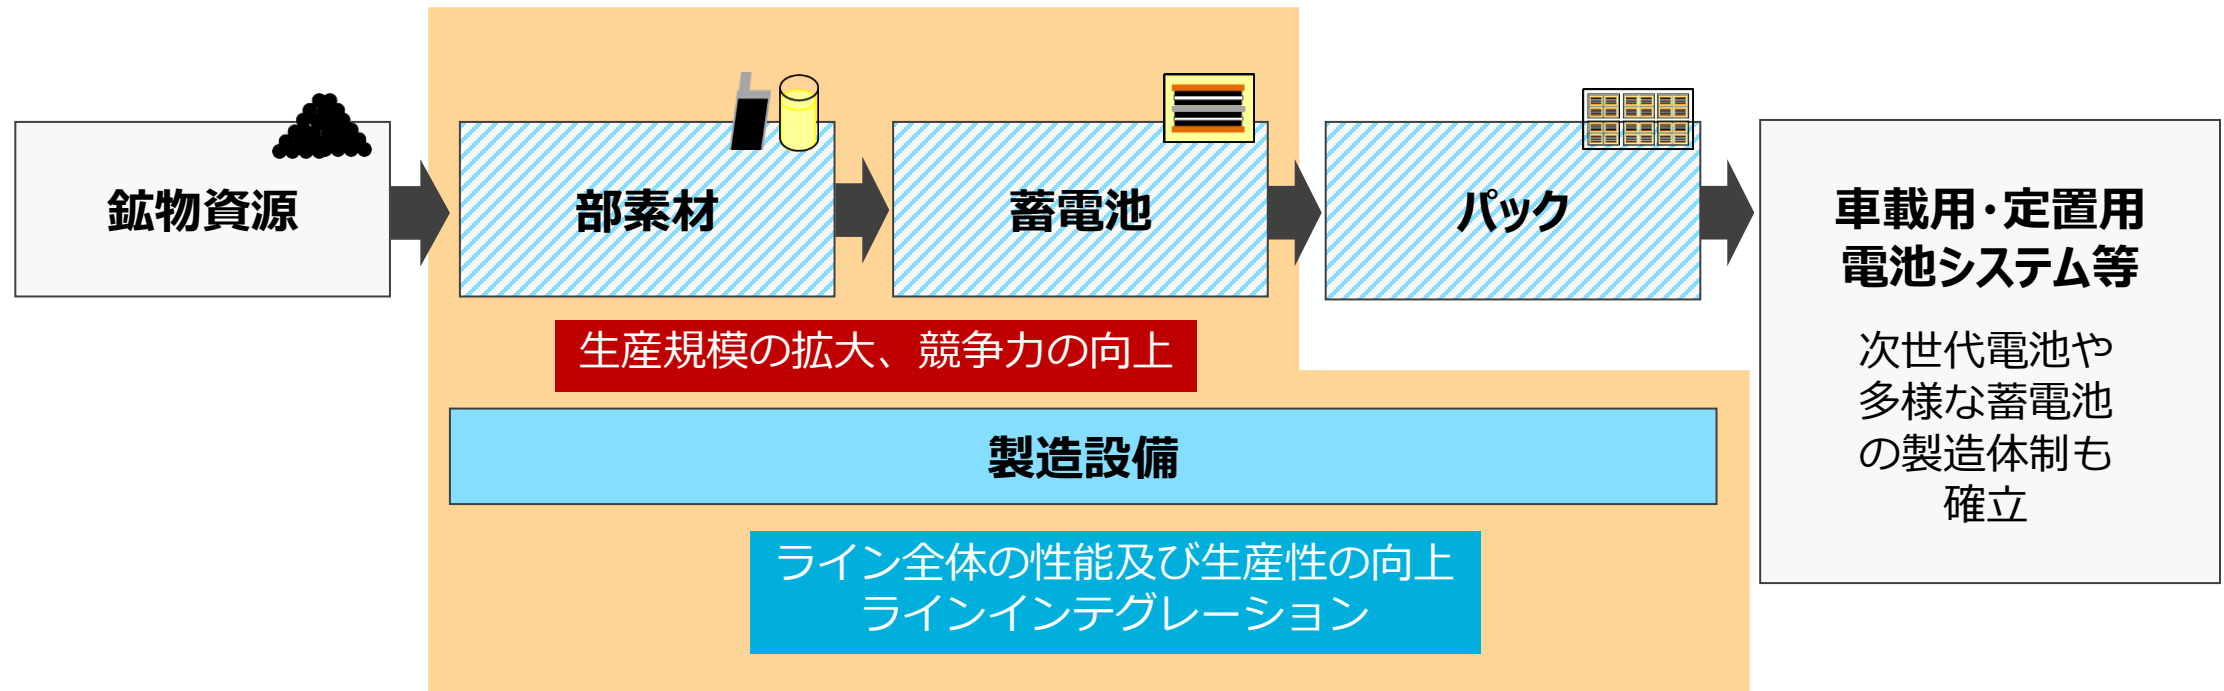 鉱物資源
部素材
蓄電池
パック
車載用・定置用
電池システム等
次世代電池や
多様な蓄電池
の製造体制も
確立
生産規模の拡大、競争力の向上
製造設備
ライン全体の性能及び生産性の向上
ラインインテグレーション